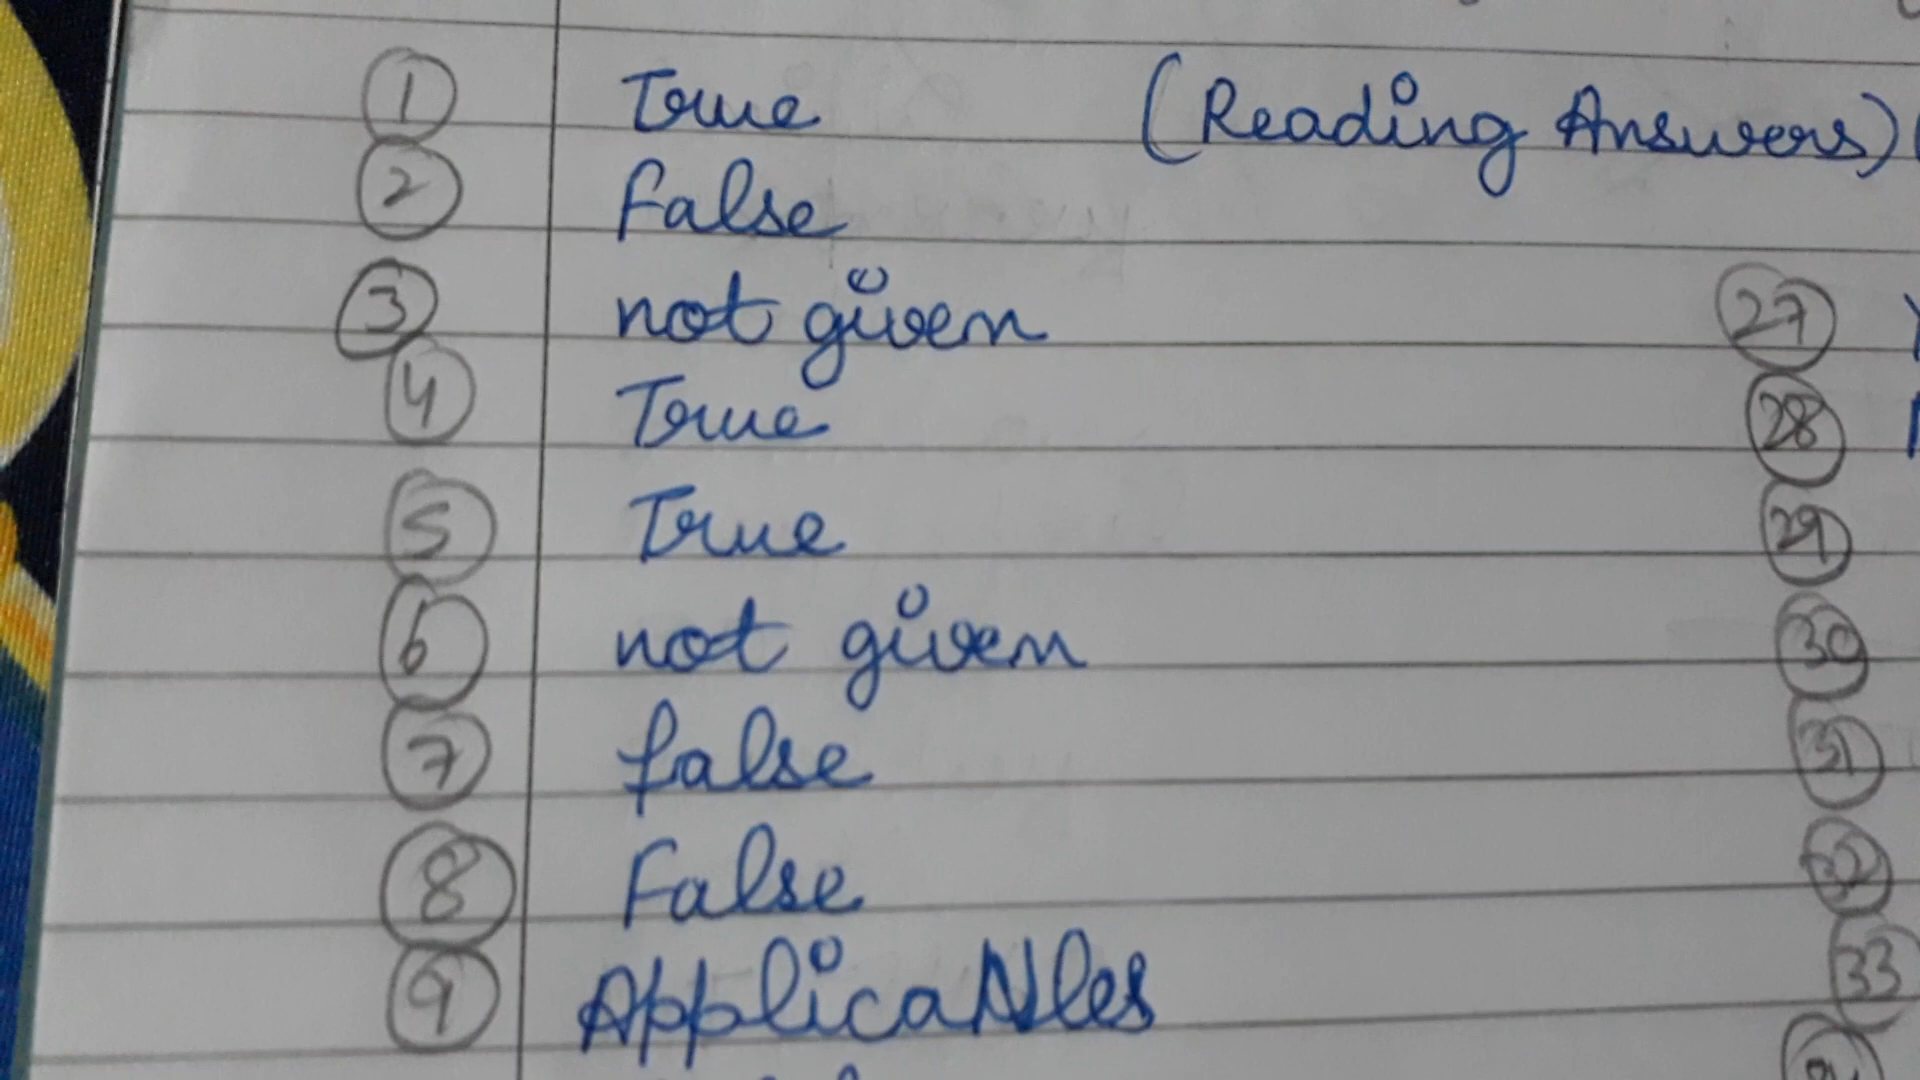 1 True (Reading Answers)
2 False
3 not given 27
4 True 28
5 True 29
6 not given 30
7 false 31
8 False 32
9 33